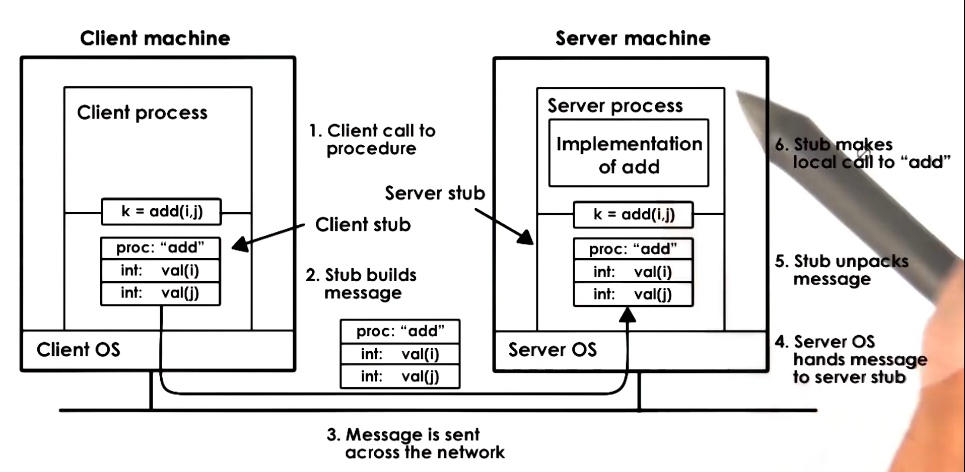 Client machine
Client process
k = add(i,j)
proc: “add”
int: val(i)
int: val(j)
Client OS
1. Client call to
procedure
Client stub
2. Stub builds
message
proc: “add”
int: val(i)
int: val(j)
3. Message is sent
across the network
Server machine
Server process
Implementation
of add
Server stub
k = add(i,j)
proc: “add”
int: val(i)
int: val(j)
Server OS
4. Server OS
hands message
to server stub
5. Stub unpacks
message
6. Stub makes
local call to “add”